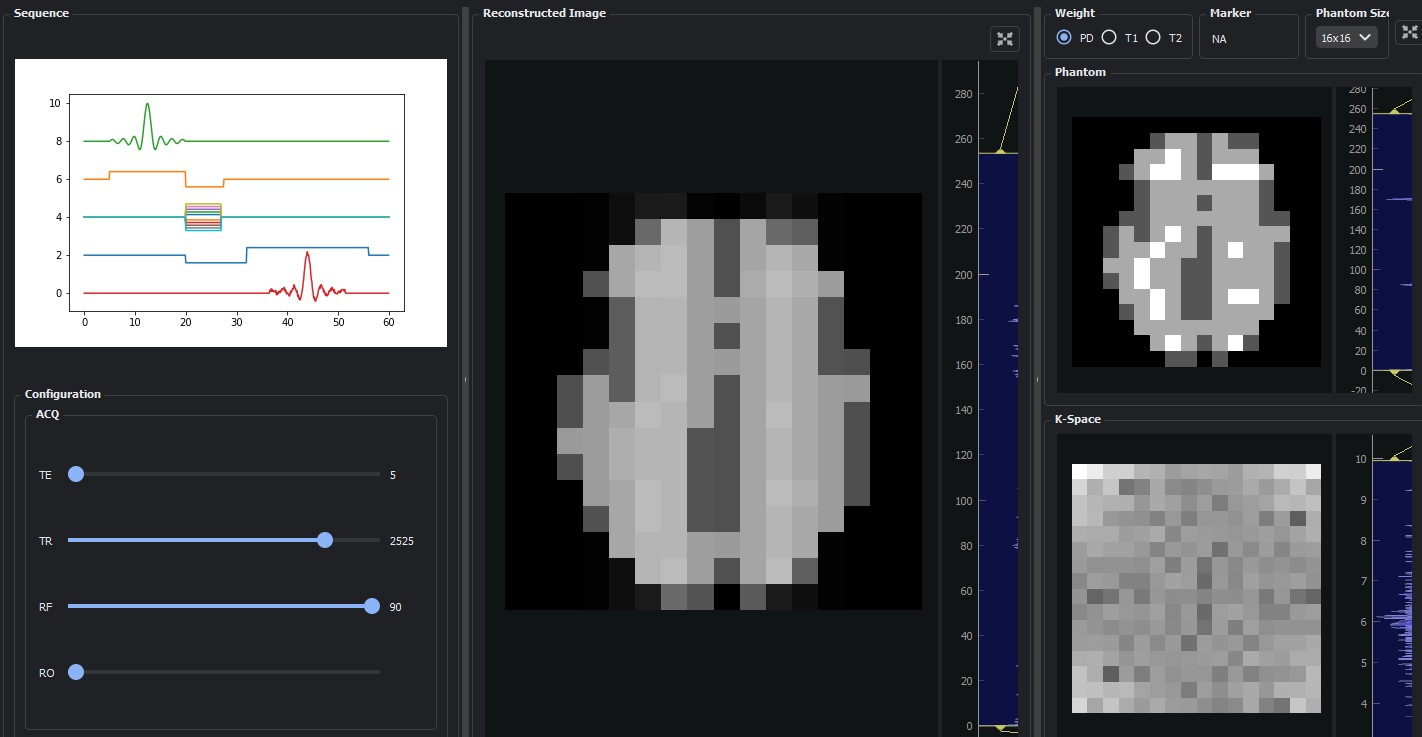 Sequence
10
8
6
4
2
0
0 10 20 30 40 50 60
Configuration
ACQ
TE 5
TR 2525
RF 90
RO
Reconstructed Image
280
260
240
220
200
180
160
140
120
100
80
60
40
20
0
Weight
PD T1 T2
Marker
NA
Phantom Size
16x16
Phantom
280
260
240
220
200
180
160
140
120
100
80
60
40
20
0
-20
K-Space
10
9
8
7
6
5
4